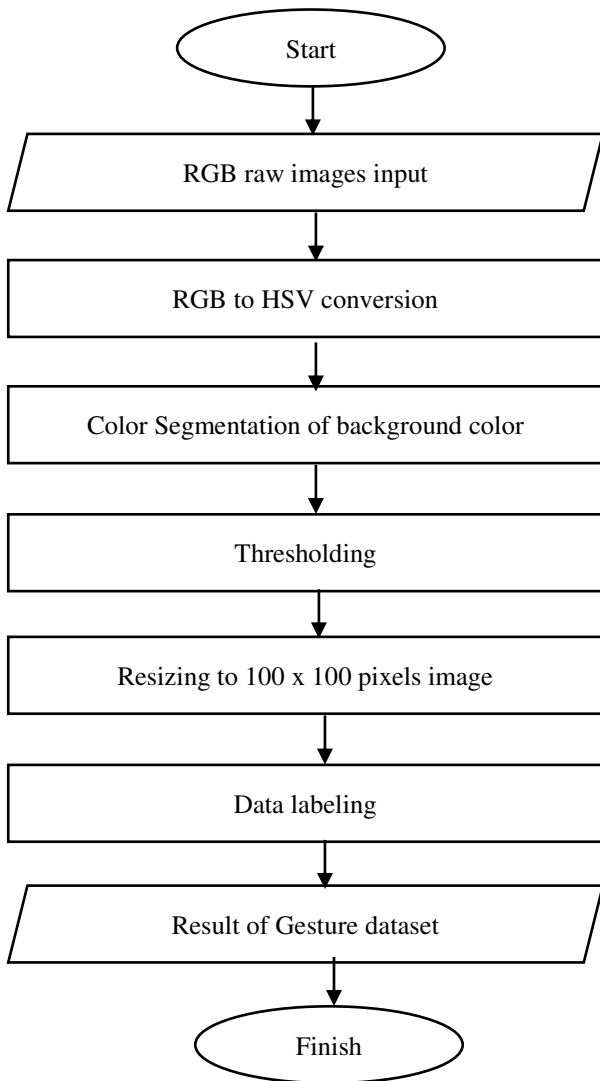 Start
RGB raw images input
RGB to HSV conversion
Color Segmentation of background color
Thresholding
Resizing to 100 x 100 pixels image
Data labeling
Result of Gesture dataset
Finish